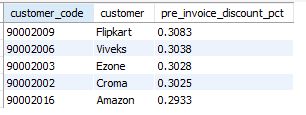 customer_code customer pre_invoice_discount_pct
90002009 Flipkart 0.3083
90002006 Viveks 0.3038
90002003 Ezone 0.3028
90002002 Croma 0.3025
90002016 Amazon 0.2933